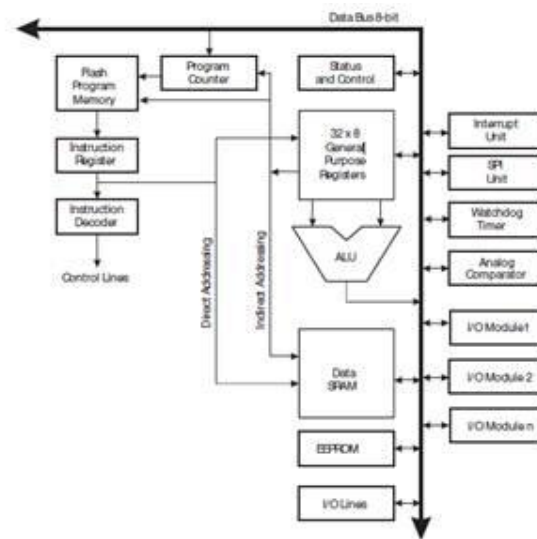 Data Bus 8-bit
Flash
Program
Memory
Program
Counter
Status
and Control
Instruction
Register
32 x 8
General
Purpose
Registers
Interrupt
Unit
SPI
Unit
Instruction
Decoder
Watchdog
Timer
Control Lines
Direct Addressing
Indirect Addressing
ALU
Analog
Comparator
I/O Module1
Data
SRAM
I/O Module 2
I/O Module n
EEPROM
I/O Lines